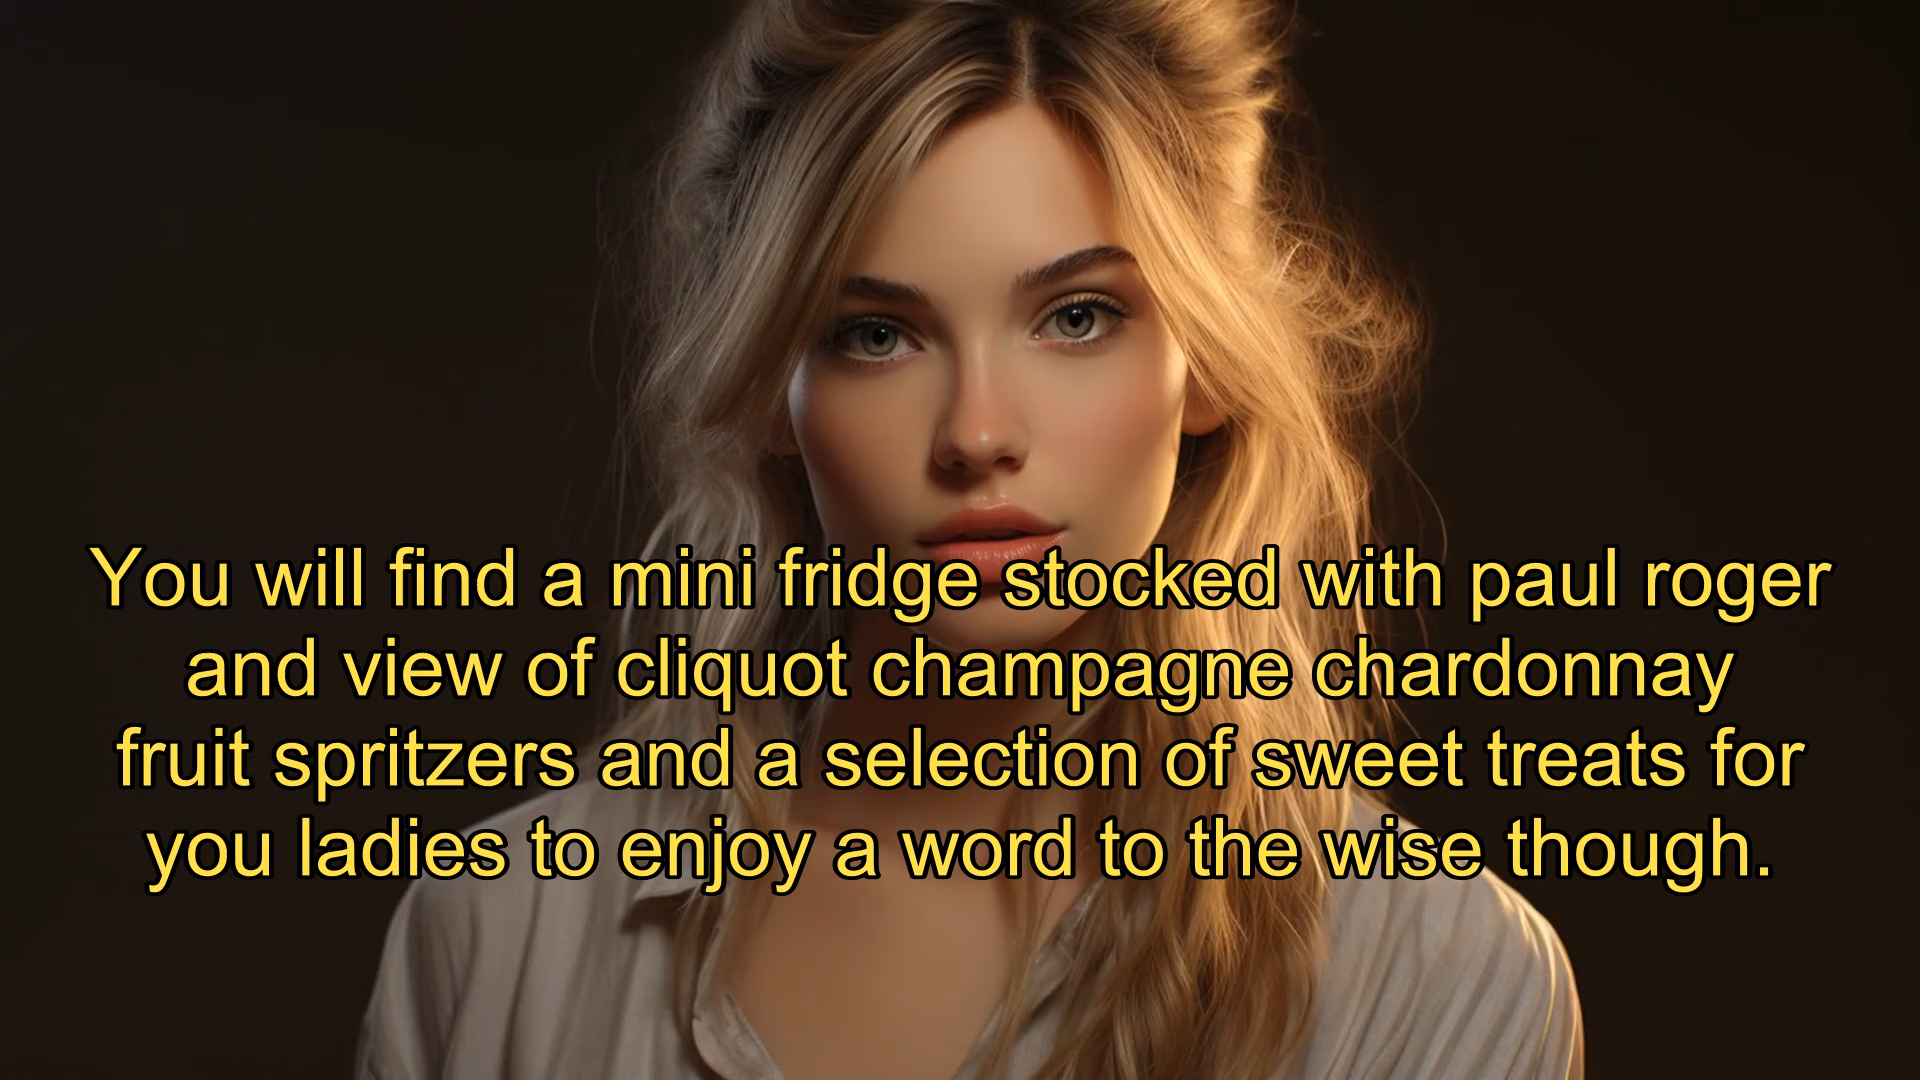 You will find a mini fridge stocked with paul roger
and view of cliquot champagne chardonnay
fruit spritzers and a selection of sweet treats for
you ladies to enjoy a word to the wise though.